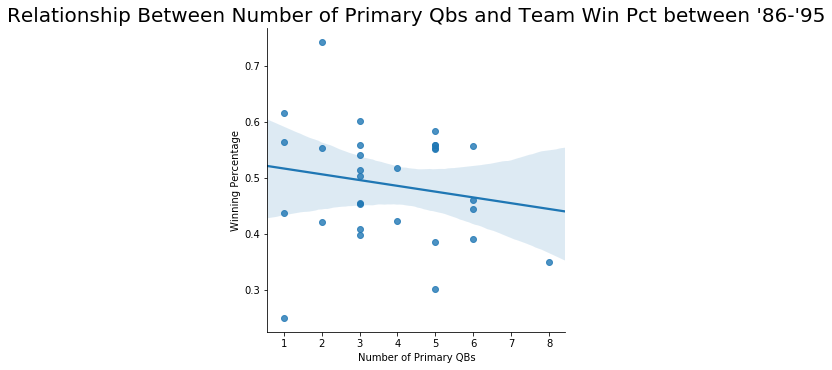 Relationship Between Number of Primary Qbs and Team Win Pct between '86-'95
0.7
0.6
0.5
0.4
0.3
Winning Percentage
1 2 3 4 5 6 7 8
Number of Primary QBs